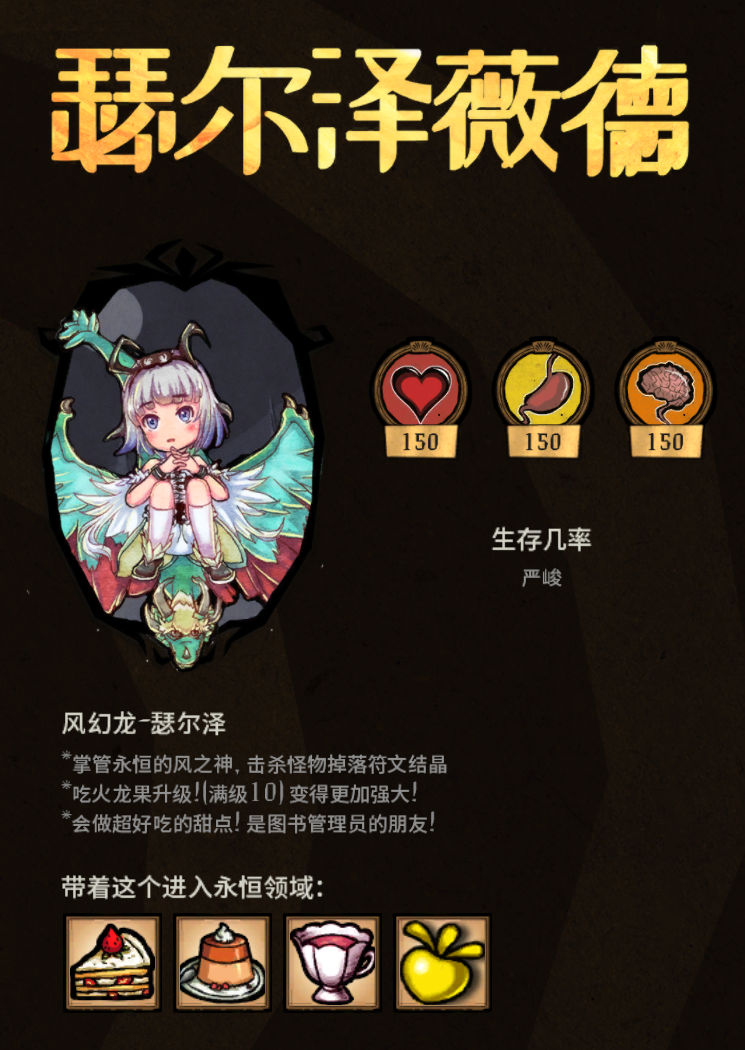 瑟尔泽薇德
150
150
150
生存几率
严峻
风幻龙-瑟尔泽
*掌管永恒的风之神, 击杀怪物掉落符文结晶
*吃火龙果升级!(满级10) 变得更加强大!
*会做超好吃的甜点! 是图书管理员的朋友!
带着这个进入永恒领域: